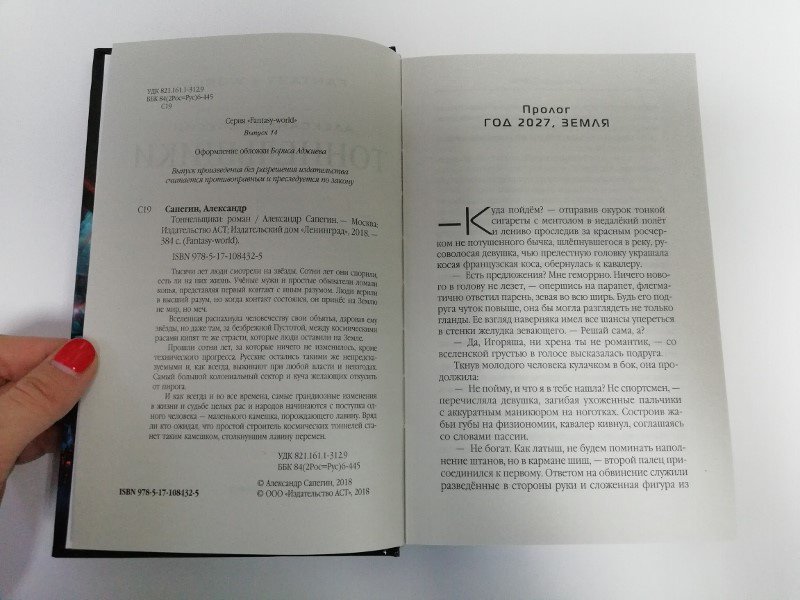 УДК 821.161.1-312.9
ББК 84(2Рос=Рус)6-445
С19
Серия «Fantasy-world»
Выпуск 14
Оформление обложки Бориса Аджиева
Выпуск произведения без разрешения издательства
считается противоправным и преследуется по закону
Сапегин, Александр
С19 Тоннельщики: роман / Александр Сапегин. — Москва:
Издательство АСТ: Издательский дом «Ленинград», 2018. —
384 с. (Fantasy-world).
ISBN 978-5-17-108432-5
Тысячи лет люди смотрели на звёзды. Сотни лет они спорили,
есть ли на них жизнь. Учёные мужи и простые обыватели ломали
копья, представляя первый контакт с иным разумом. Люди верили
в высший разум, но когда контакт состоялся, он принёс на Землю
не мир, но меч.
Вселенная распахнула человечеству свои объятья, даровав ему
звёзды, но даже там, за безбрежной Пустотой, между космическими
расами кипят те же страсти, которые люди оставили на Земле.
Прошли сотни лет, за которые ничего не изменилось, кроме
технического прогресса. Русские остались такими же непредска-
зуемыми и, как всегда, выживают при любой власти и невзгодах.
Самый большой колониальный сектор и куча желающих откусить
от пирога.
И как всегда и во все времена, самые грандиозные изменения
в жизни и судьбе целых рас и народов начинаются с поступка од-
ного человека – маленького камешка, порождающего лавину. Вряд
ли кто ожидал, что простой строитель космических тоннелей ста-
нет таким камешком, столкнувшим лавину перемен.
УДК 821.161.1-312.9
ББК 84(2Рос=Рус)6-445
© Александр Сапегин, 2018
ISBN 978-5-17-108432-5 © ООО «Издательство АСТ», 2018
Пролог
ГОД 2027, ЗЕМЛЯ
—Куда пойдём? — отправив окурок тонкой
сигареты с ментолом в недалёкий полёт
и лениво проследив за красным росчер-
ком не потушенного бычка, шлёпнувшегося в реку, ру-
соволосая девушка, чью прелестную головку украшала
косая французская коса, обернулась к кавалеру.
— Есть предложения? Мне геморрно. Ничего ново-
го в голову не лезет, — опершись на парапет, флегма-
тично ответил парень, зевая во всю ширь. Будь его под-
руга чуток повыше, она бы могла разглядеть не только
гланды. Ее взгляд наверняка имел все шансы упереться
в стенки желудка зевающего. — Решай сама, а?
— Да, Игоряша, ни хрена ты не романтик, — со
вселенской грустью в голосе высказалась подруга.
Ткнув молодого человека кулачком в бок, она про-
должила:
— Не пойму, и что я в тебе нашла? Не спортсмен, —
перечисляла девушка, загибая ухоженные пальчики
с аккуратным маникюром на ноготках. Состроив жа-
бьи губы на физиономии, кавалер кивнул, соглашаясь
со словами пассии.
— Не богат. Как латыш, не будем поминать напол-
нение штанов, но в кармане шиш, — второй палец при-
соединился к первому. Ответом на обвинение служили
разведённые в стороны руки и сложенная фигура из